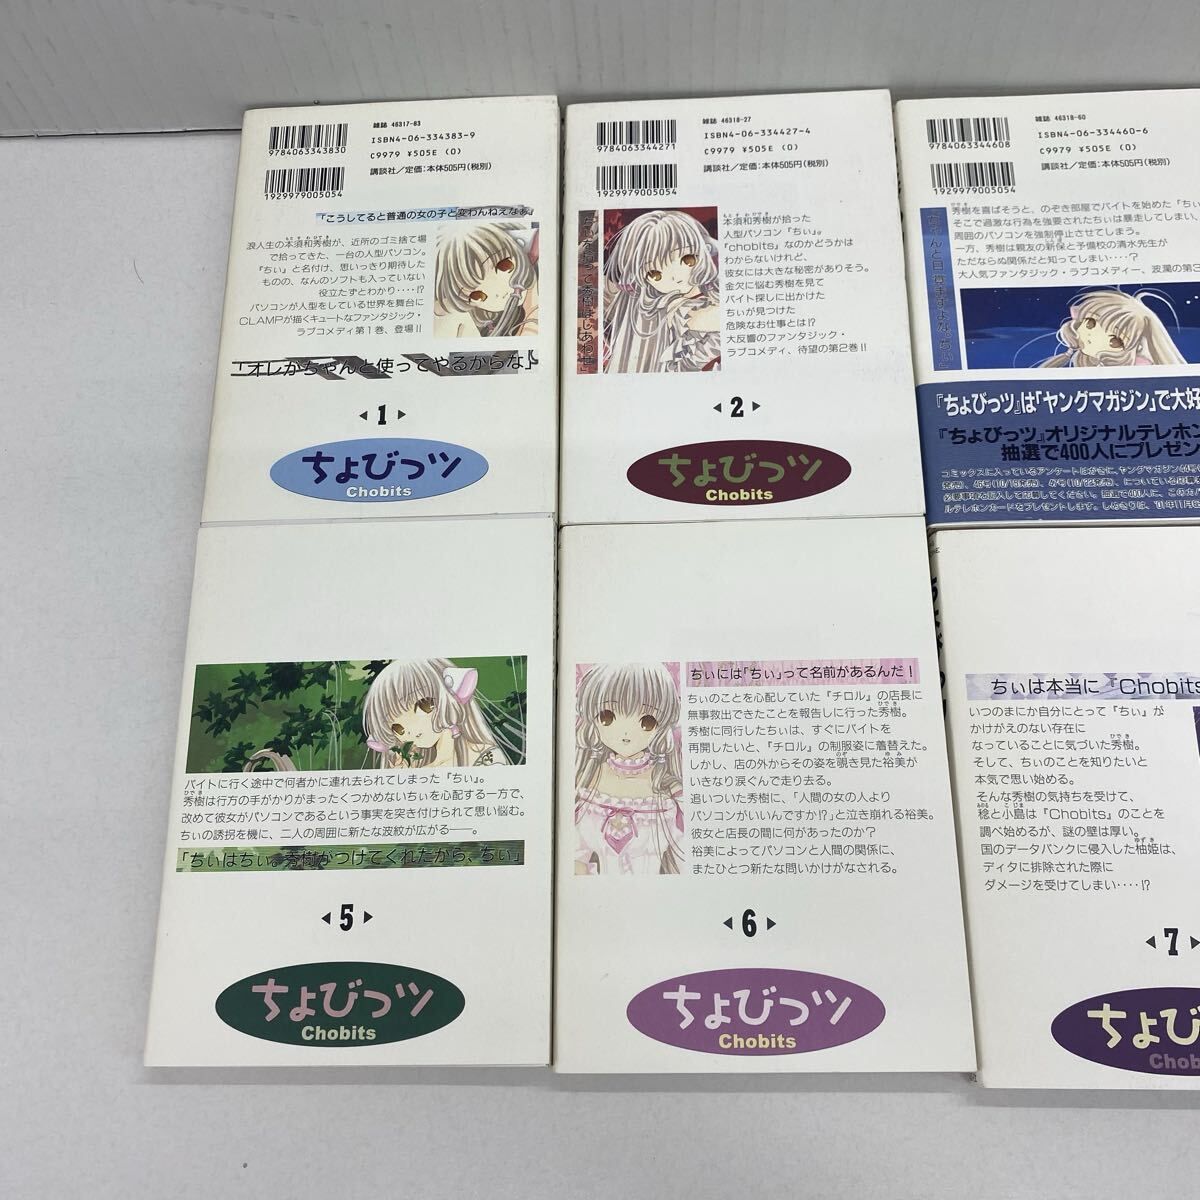 9784063343830
1929979005054
雑誌 46317-83
ISBN4-06-334383-9
C9979 ¥505E (0)
講談社/定価:本体505円(税別)
「こうしてると普通の女の子と変わんねえなぁ」
浪人生の本須和秀樹が、近所のゴミ捨て場
で拾ってきた、一台の人型パソコン。
『ちぃ』と名付け、思いっきり期待した
ものの、なんのソフトも入っていない
役立たずとわかり‥‥!?
パソコンが人型をしている世界を舞台に
CLAMPが描くキュートなファンタジック・
ラブコメディ第1巻、登場!!
「オレがちゃんと使ってやるからな」
1
ちょびっツ
Chobits
9784063344271
1929979005054
雑誌 46318-27
ISBN4-06-334427-4
C9979 ¥505E (0)
講談社/定価:本体505円(税別)
本須和秀樹が拾った
人型パソコン『ちぃ』。
『chobits』なのかどうかは
わからないけれど、
彼女には大きな秘密がありそう。
金欠に悩む秀樹を見て
バイト探しに出かけた
ちぃが見つけた
危険なお仕事とは!?
大反響のファンタジック・
ラブコメディ、待望の第2巻!!
2
ちょびっツ
Chobits
9784063344608
1929979005054
雑誌 46318-60
ISBN4-06-334460-6
C9979 ¥505E (0)
講談社/定価:本体505円(税別)
秀樹を喜ばそうと、のぞき部屋でバイトを始めた『ちぃ
そこで過激な行為を強要されたちぃは暴走してしまい、
周囲のパソコンを強制停止させてしまう。
一方、秀樹は親友の新保と予備校の清水先生が
ただならぬ関係だと知ってしまい‥‥?
大人気ファンタジック・ラブコメディー、波瀾の第3
『ちょびっツ』は「ヤングマガジン」で大好
『ちょびっツ』オリジナルテレホン
抽選で400人にプレゼン
バイトに行く途中で何者かに連れ去られてしまった『ちぃ』。
秀樹は行方の手がかりがまったくつかめないちぃを心配する一方で、
改めて彼女がパソコンであるという事実を突き付けられて思い悩む。
ちぃの誘拐を機に、二人の周囲に新たな波紋が広がる――。
「ちぃはちぃ。秀樹がつけてくれたから、ちぃ」
5
ちょびっツ
Chobits
ちぃには「ちぃ」って名前があるんだ！
ちぃのことを心配していた『チロル』の店長に
無事救出できたことを報告しに行った秀樹。
秀樹に同行したちぃは、すぐにバイトを
再開したいと、『チロル』の制服姿に着替えた。
しかし、店の外からその姿を覗き見た裕美が
いきなり涙ぐんで走り去る。
追いついた秀樹に、「人間の女の人より
パソコンがいいんですか!?」と泣き崩れる裕美。
彼女と店長の間に何があったのか?
裕美によってパソコンと人間の関係に、
またひとつ新たな問いかけがなされる。
6
ちょびっツ
Chobits
ちぃは本当に『Chobits
いつのまにか自分にとって『ちぃ』が
かけがえのない存在に
なっていることに気づいた秀樹。
そして、ちぃのことを知りたいと
本気で思い始める。
そんな秀樹の気持ちを受けて、
稔と小島は『Chobits』のことを
調べ始めるが、謎の壁は厚い。
国のデータバンクに侵入した柚姫は、
ディタに排除された際に
ダメージを受けてしまい‥‥!?
7
ちょび
Chob